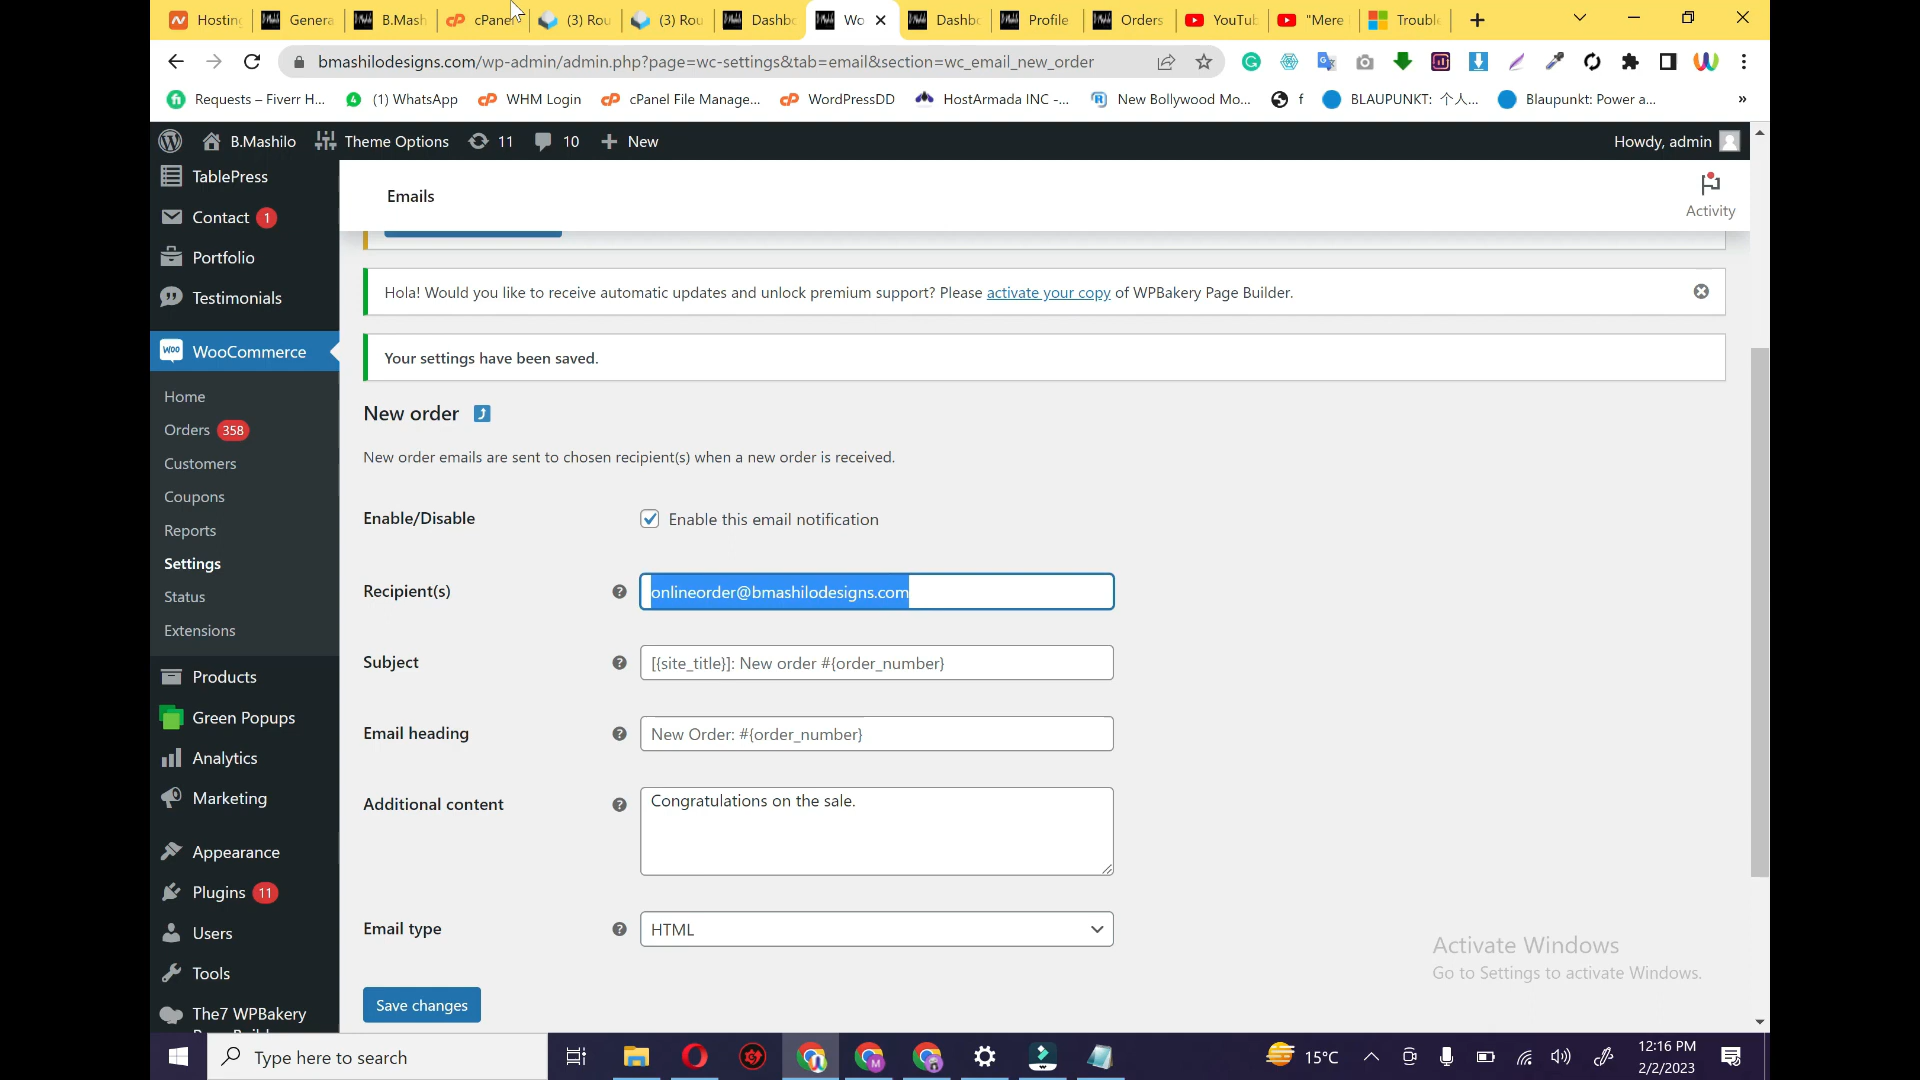 Hosting
Genera
B.Mash
cPanel
(3) Rou
(3) Rou
Dashbo
Wo
Dashbo
Profile
Orders
YouTub
"Mere
Troubl
bmashilodesigns.com/wp-admin/admin.php?page=wc-settings&tab=email&section=wc_email_new_order
Requests – Fiverr H...
(1) WhatsApp
WHM Login
cPanel File Manage...
WordPressDD
HostArmada INC -...
New Bollywood Mo...
f
BLAUPUNKT: 个人...
Blaupunkt: Power a...
»
B.Mashilo
Theme Options
11
10
New
Howdy, admin
TablePress
Contact 1
Portfolio
Testimonials
WOO WooCommerce
Home
Orders 358
Customers
Coupons
Reports
Settings
Status
Extensions
Products
Green Popups
Analytics
Marketing
Appearance
Plugins 11
Users
Tools
The7 WPBakery
Emails
Activity
Hola! Would you like to receive automatic updates and unlock premium support? Please activate your copy of WPBakery Page Builder.
Your settings have been saved.
New order
New order emails are sent to chosen recipient(s) when a new order is received.
Enable/Disable
Enable this email notification
Recipient(s)
onlineorder@bmashilodesigns.com
Subject
[{site_title}]: New order #{order_number}
Email heading
New Order: #{order_number}
Additional content
Congratulations on the sale.
Email type
HTML
Save changes
Activate Windows
Go to Settings to activate Windows.
Type here to search
15°C
12:16 PM
2/2/2023